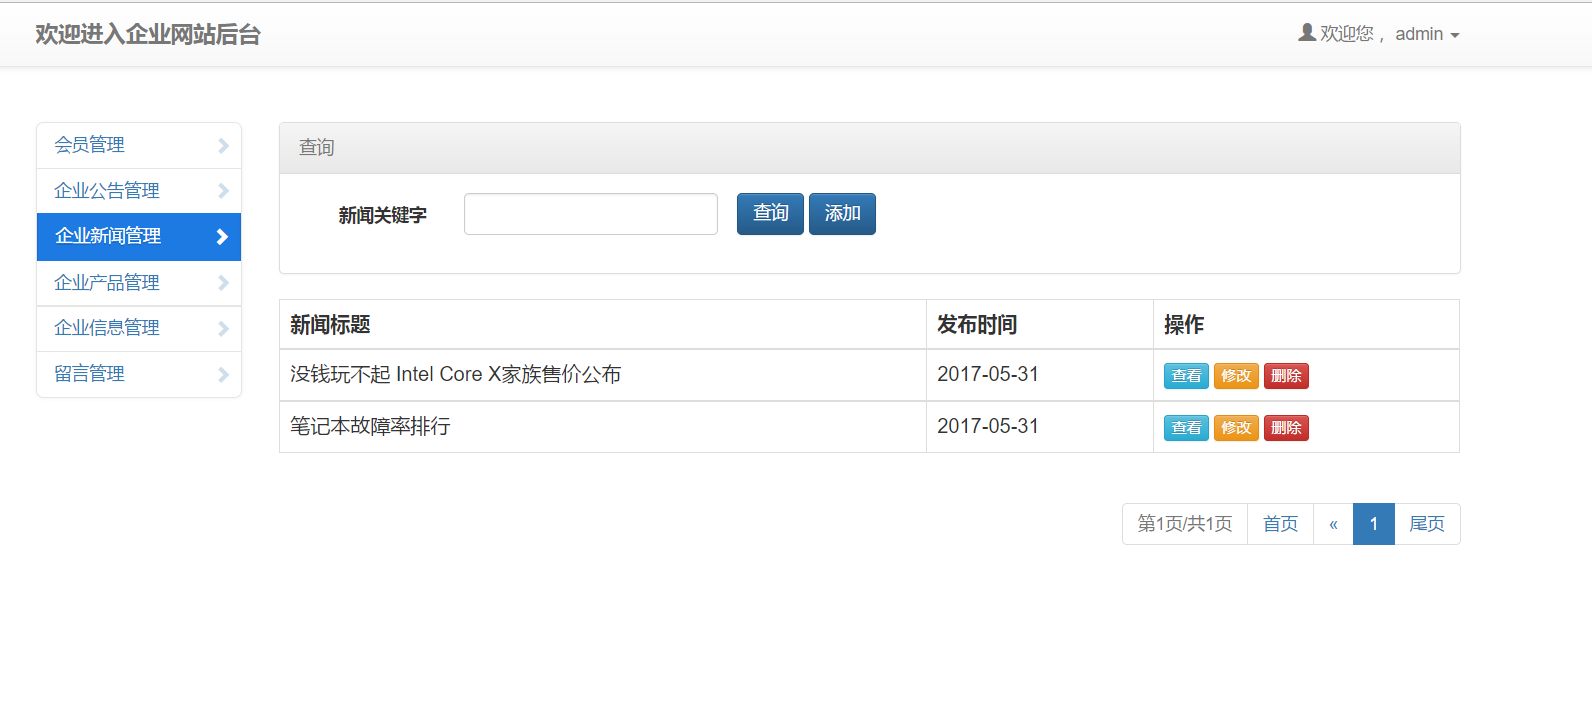 欢迎进入企业网站后台
欢迎您 ,  admin
会员管理
企业公告管理
企业新闻管理
企业产品管理
企业信息管理
留言管理
查询
新闻关键字 查询 添加
新闻标题 发布时间 操作
没钱玩不起 Intel Core X家族售价公布 2017-05-31 查看 修改 删除
笔记本故障率排行 2017-05-31 查看 修改 删除
第1页/共1页 首页 « 1 尾页